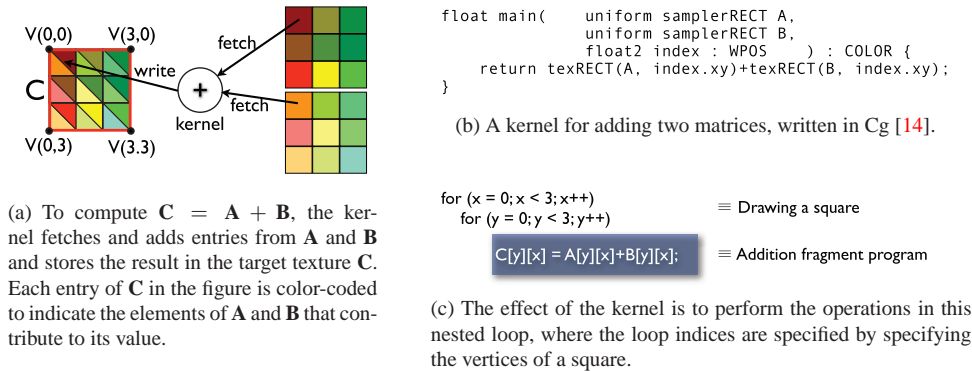 V(0,0)
V(3,0)
fetch
write
C
+
kernel
fetch
V(0,3)
V(3.3)
(a) To compute C = A + B, the ker-
nel fetches and adds entries from A and B
and stores the result in the target texture C.
Each entry of C in the figure is color-coded
to indicate the elements of A and B that con-
tribute to its value.
float main( uniform samplerRECT A,
uniform samplerRECT B,
float2 index : WPOS ) : COLOR {
return texRECT(A, index.xy)+texRECT(B, index.xy);
}
(b) A kernel for adding two matrices, written in Cg [14].
for (x = 0; x < 3; x++)
for (y = 0; y < 3; y++)
≡ Drawing a square
C[y][x] = A[y][x]+B[y][x];
≡ Addition fragment program
(c) The effect of the kernel is to perform the operations in this
nested loop, where the loop indices are specified by specifying
the vertices of a square.